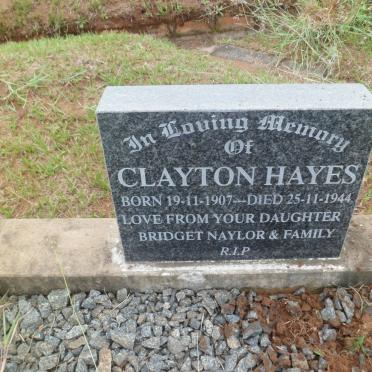 In Loving Memory
Of
CLAYTON HAYES
BORN 19-11-1907---DIED 25-11-1944
LOVE FROM YOUR DAUGHTER
BRIDGET NAYLOR & FAMILY
R.I.P